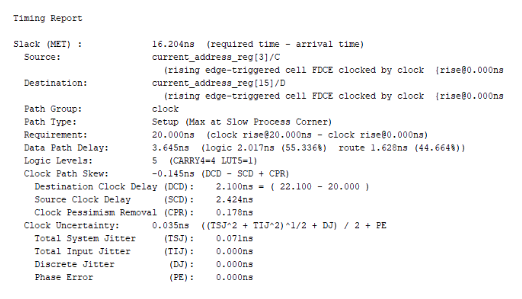 Timing Report
Slack (MET) : 16.204ns (required time - arrival time)
Source: current_address_reg[3]/C
(rising edge-triggered cell FDCE clocked by clock {rise@0.000ns
Destination: current_address_reg[15]/D
(rising edge-triggered cell FDCE clocked by clock {rise@0.000ns
Path Group: clock
Path Type: Setup (Max at Slow Process Corner)
Requirement: 20.000ns (clock rise@20.000ns - clock rise@0.000ns)
Data Path Delay: 3.645ns (logic 2.017ns (55.336%) route 1.628ns (44.664%))
Logic Levels: 5 (CARRY4=4 LUT5=1)
Clock Path Skew: -0.145ns (DCD - SCD + CPR)
Destination Clock Delay (DCD): 2.100ns = ( 22.100 - 20.000 )
Source Clock Delay (SCD): 2.424ns
Clock Pessimism Removal (CPR): 0.178ns
Clock Uncertainty: 0.035ns ((TSJ^2 + TIJ^2)^1/2 + DJ) / 2 + PE
Total System Jitter (TSJ): 0.071ns
Total Input Jitter (TIJ): 0.000ns
Discrete Jitter (DJ): 0.000ns
Phase Error (PE): 0.000ns